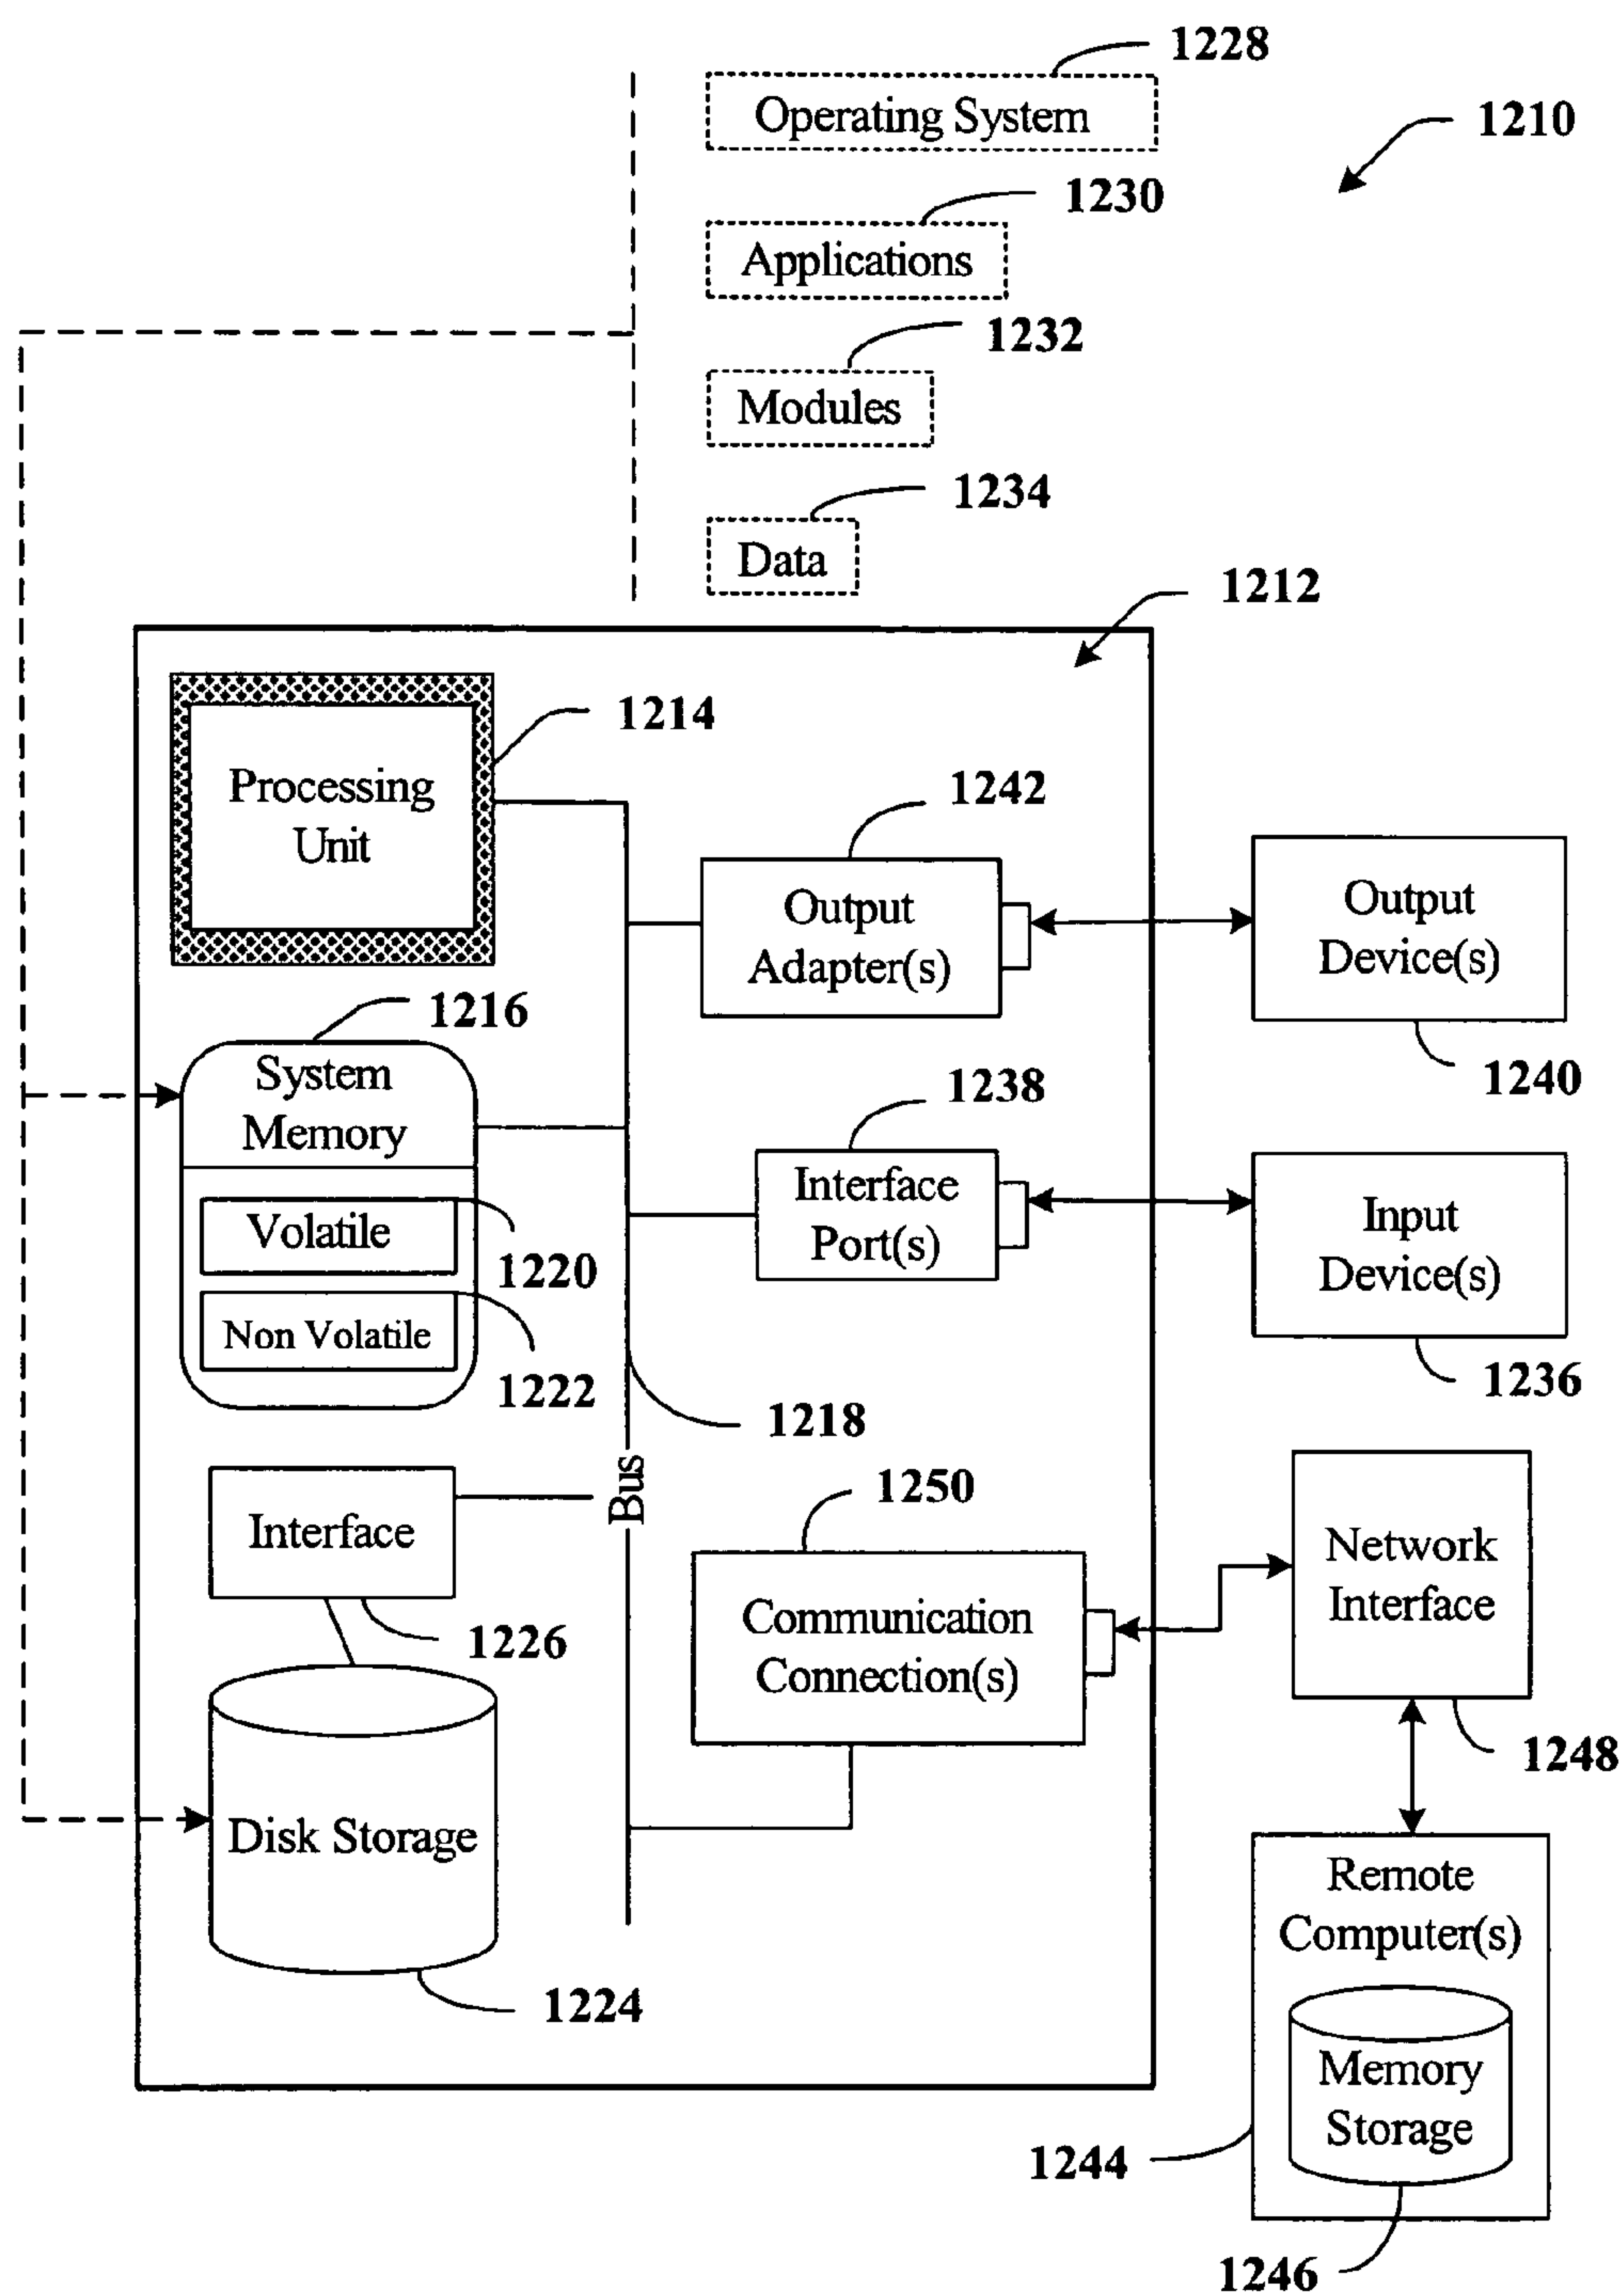 1228
Operating System
1210
1230
Applications
1232
Modules
1234
Data
1212
1214
Processing
Unit
1242
Output
Adapter(s)
Output
Device(s)
1240
1216
System
Memory
1238
Interface
Port(s)
Input
Device(s)
1236
Volatile
1220
Non Volatile
1222
1218
Bus
Interface
1226
1250
Communication
Connection(s)
Network
Interface
1248
Disk Storage
1224
Remote
Computer(s)
Memory
Storage
1244
1246